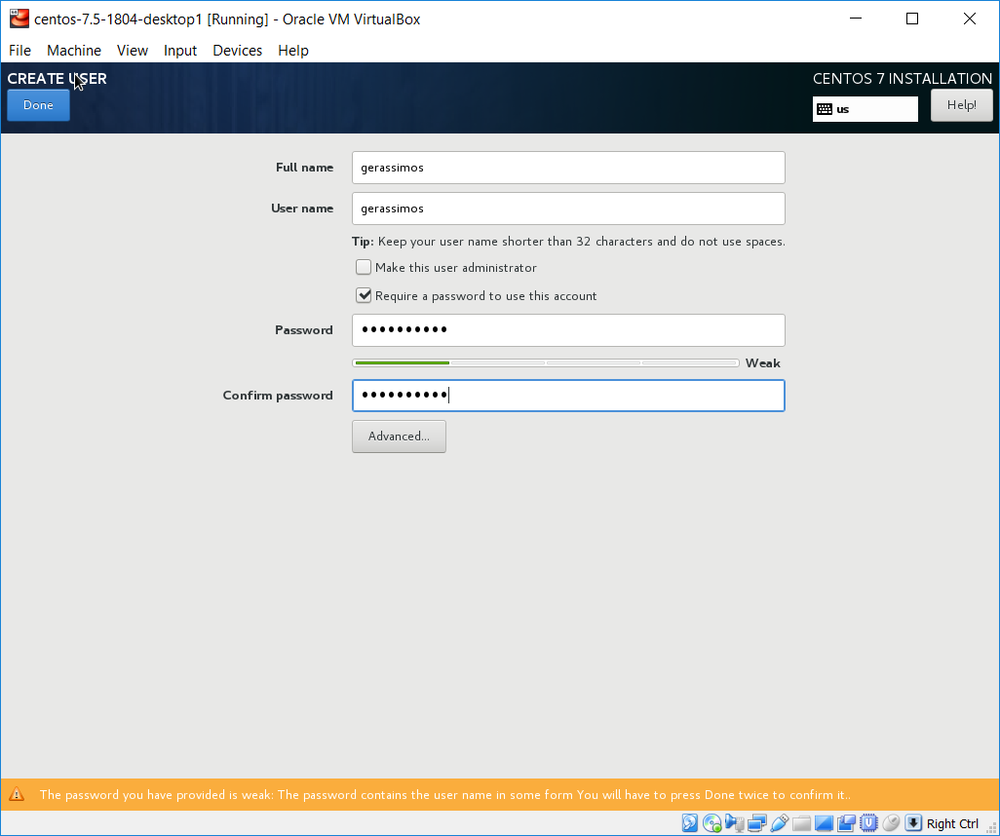 centos-7.5-1804-desktop1 [Running] - Oracle VM VirtualBox
File Machine View Input Devices Help
CREATE USER
CENTOS 7 INSTALLATION
Done
us
Help!
Full name
gerassimos
User name
gerassimos
Tip: Keep your user name shorter than 32 characters and do not use spaces.
Make this user administrator
Require a password to use this account
Password
••••••••••
Weak
Confirm password
••••••••••
Advanced...
The password you have provided is weak: The password contains the user name in some form You will have to press Done twice to confirm it..
Right Ctrl